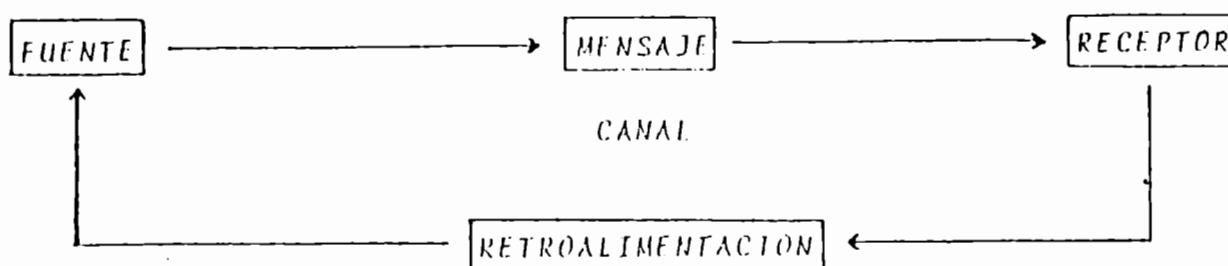 FUENTE MENSAJE RECEPTOR
CANAL
RETROALIMENTACION